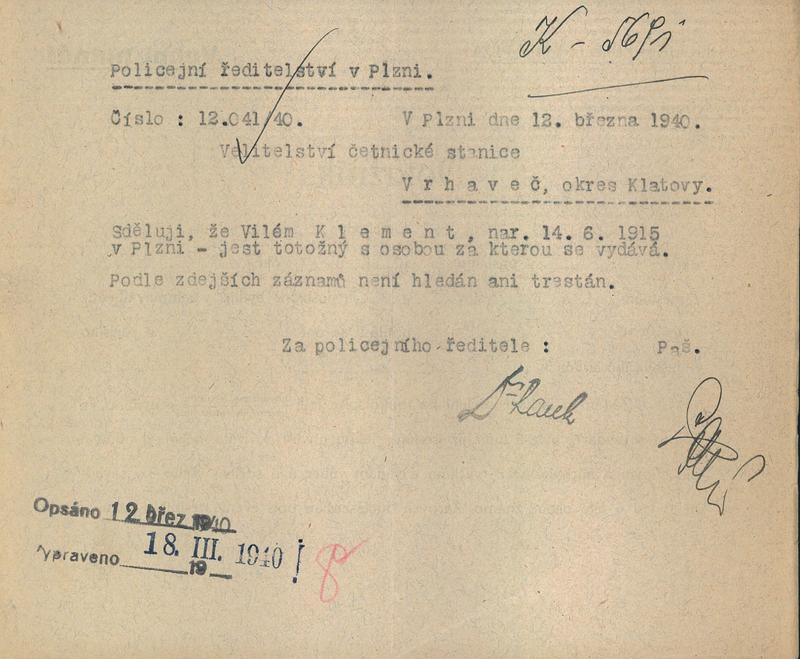 K -
Policejní ředitelství v Plzni.
Číslo : 12.041/40.
V Plzni dne 12. března 1940.
Velitelství četnické stanice
V r h a v e č, okres Klatovy.
Sděluji, že Vilém K l e m e n t , nar. 14. 6. 1915
v Plzni - jest totožný s osobou za kterou se vydává.
Podle zdejších záznamů není hledán ani trestán.
Za policejního ředitele :
Paš.
Opsáno 12 břez 1940
Vypraveno 18. III. 1940
19
8